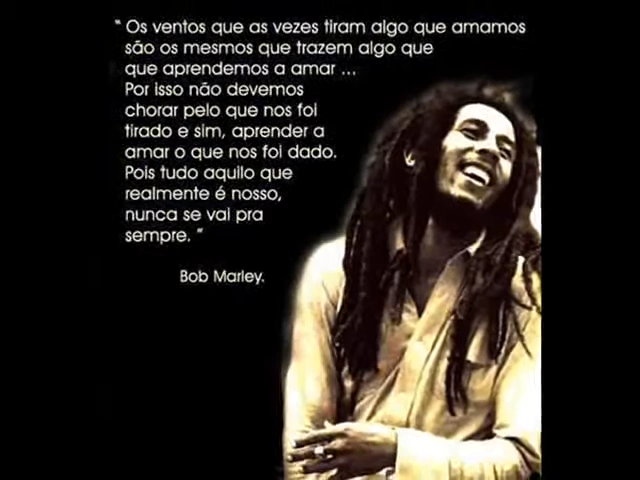 “ Os ventos que as vezes tiram algo que amamos
são os mesmos que trazem algo que
que aprendemos a amar ...
Por isso não devemos
chorar pelo que nos foi
tirado e sim, aprender a
amar o que nos foi dado.
Pois tudo aquilo que
realmente é nosso,
nunca se vai pra
sempre. ”
Bob Marley.